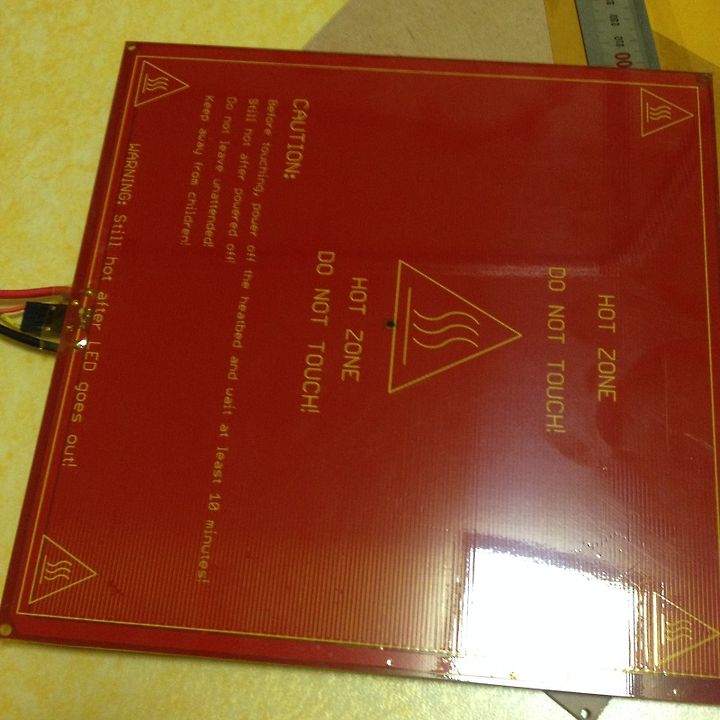 HOT ZONE
DO NOT TOUCH!
HOT ZONE
DO NOT TOUCH!
CAUTION:
Before touching, power off the heatbed and wait at least 10 minutes!
Still hot after powered off!
Do not leave unattended!
Keep away from children!
WARNING: Still hot after LED goes out!